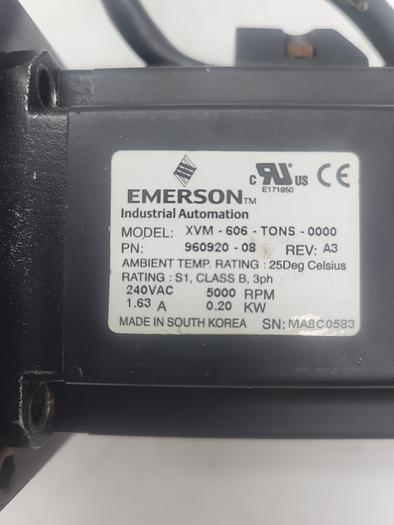 c UR US CE
E171950
EMERSON™
Industrial Automation
MODEL: XVM-606-TONS-0000
PN: 960920-08 REV: A3
AMBIENT TEMP. RATING : 25Deg Celsius
RATING : S1, CLASS B, 3ph
240VAC 5000 RPM
1.63 A 0.20 KW
MADE IN SOUTH KOREA SN: MA8C0583